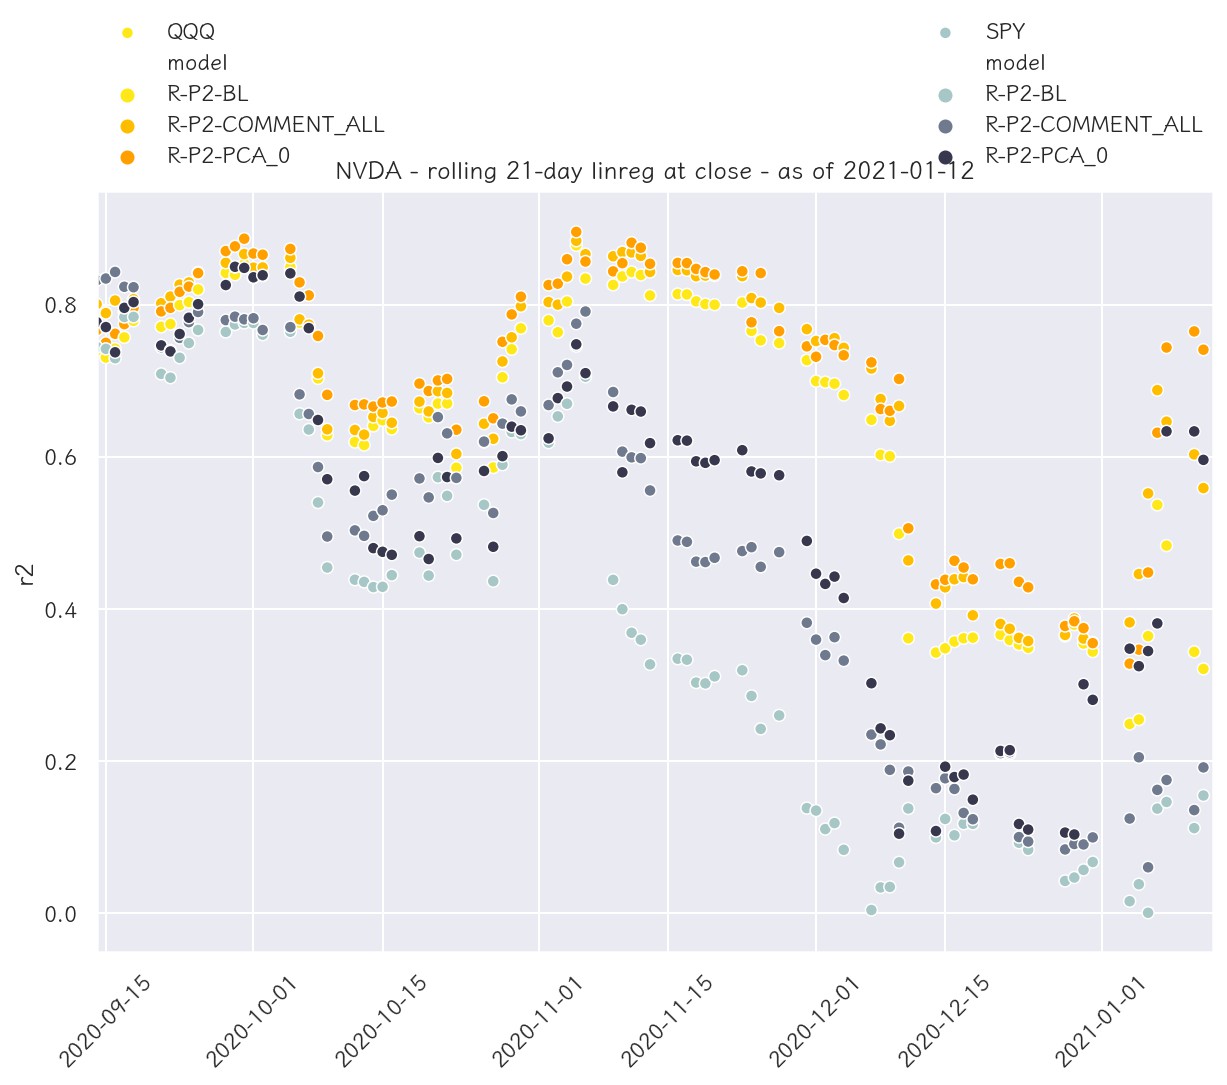 QQQ
model
R-P2-BL
R-P2-COMMENT_ALL
R-P2-PCA_0
SPY
model
R-P2-BL
R-P2-COMMENT_ALL
R-P2-PCA_0
NVDA - rolling 21-day linreg at close - as of 2021-01-12
r2
0.8
0.6
0.4
0.2
0.0
2020-09-15
2020-10-01
2020-10-15
2020-11-01
2020-11-15
2020-12-01
2020-12-15
2021-01-01